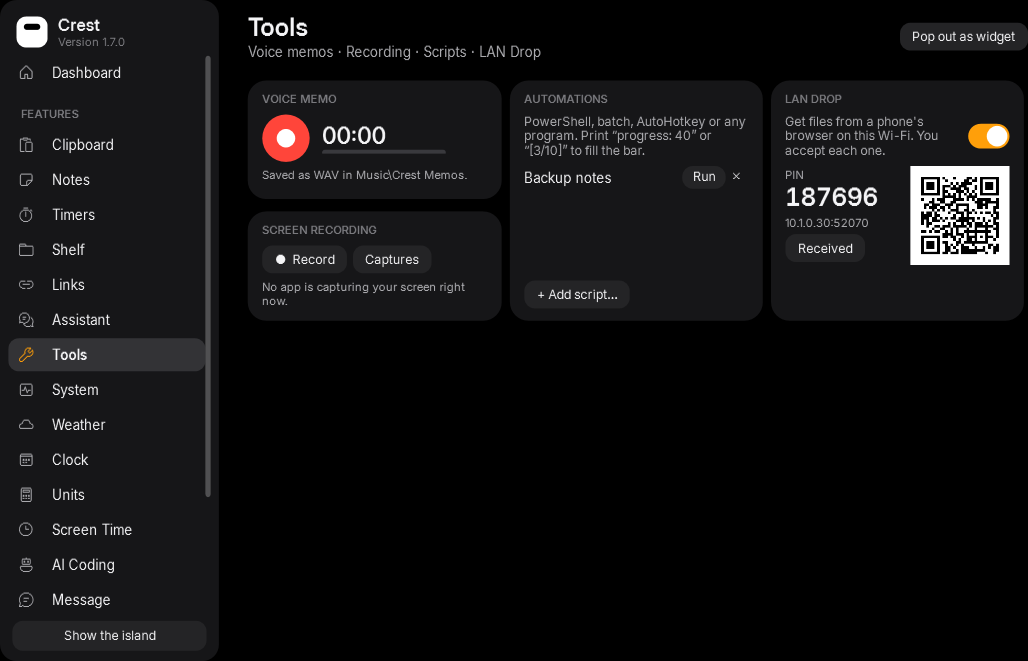 Crest
Version 1.7.0
Dashboard
FEATURES
Clipboard
Notes
Timers
Shelf
Links
Assistant
Tools
System
Weather
Clock
Units
Screen Time
AI Coding
Message
Show the island
Tools
Voice memos · Recording · Scripts · LAN Drop
Pop out as widget
VOICE MEMO
00:00
Saved as WAV in Music\Crest Memos.
SCREEN RECORDING
Record
Captures
No app is capturing your screen right
now.
AUTOMATIONS
PowerShell, batch, AutoHotkey or any
program. Print “progress: 40” or
“[3/10]” to fill the bar.
Backup notes
Run
×
+ Add script...
LAN DROP
Get files from a phone's
browser on this Wi-Fi. You
accept each one.
PIN
187696
10.1.0.30:52070
Received